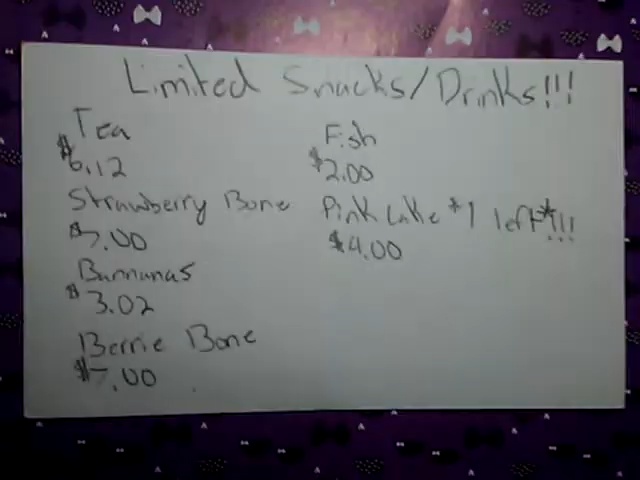 Limited Snacks/Drinks!!!
Tea
$6.12
Strawberry Bone
$7.00
Bannanas
$3.02
Berrie Bone
$7.00
Fish
$2.00
Pink Cake *1 left*!!!
$4.00